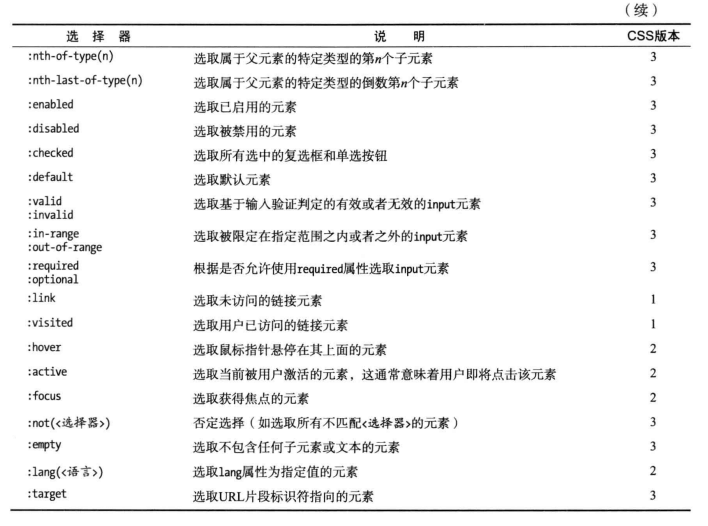 （续）
选择器 说明 CSS版本
:nth-of-type(n) 选取属于父元素的特定类型的第n个子元素 3
:nth-last-of-type(n) 选取属于父元素的特定类型的倒数第n个子元素 3
:enabled 选取已启用的元素 3
:disabled 选取被禁用的元素 3
:checked 选取所有选中的复选框和单选按钮 3
:default 选取默认元素 3
:valid
:invalid 选取基于输入验证判定的有效或者无效的input元素 3
:in-range
:out-of-range 选取被限定在指定范围之内或者之外的input元素 3
:required
:optional 根据是否允许使用required属性选取input元素 3
:link 选取未访问的链接元素 1
:visited 选取用户已访问的链接元素 1
:hover 选取鼠标指针悬停在其上面的元素 2
:active 选取当前被用户激活的元素，这通常意味着用户即将点击该元素 2
:focus 选取获得焦点的元素 2
:not(<选择器>) 否定选择（如选取所有不匹配<选择器>的元素） 3
:empty 选取不包含任何子元素或文本的元素 3
:lang(<语言>) 选取lang属性为指定值的元素 2
:target 选取URL片段标识符指向的元素 3